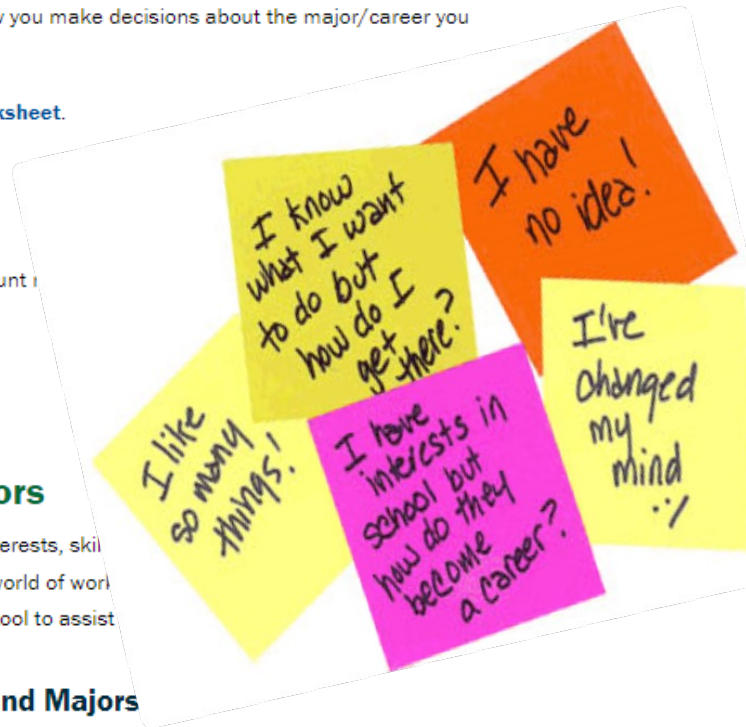 you make decisions about the major/career you
ksheet.
unt
I have
no idea!
I know
what I want
to do but
how do I
get
there?
I've
changed
my
mind
:/
I like
so many
things!
I have
interests in
school but
how do they
become
a career?
ors
erests, skil
world of work
ool to assist
nd Majors